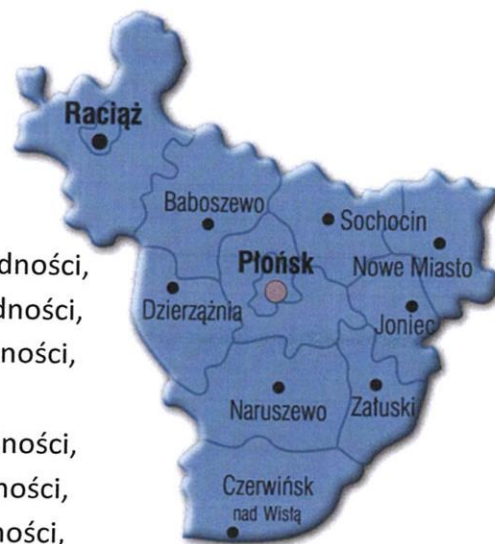 Raciąż
Baboszewo
Sochocin
Płońsk
Nowe Miasto
Dzierzążnia
Joniec
Naruszewo
Załuski
Czerwińsk
nad Wisłą
dności,
dności,
ności,
ności,
ności,
ności,